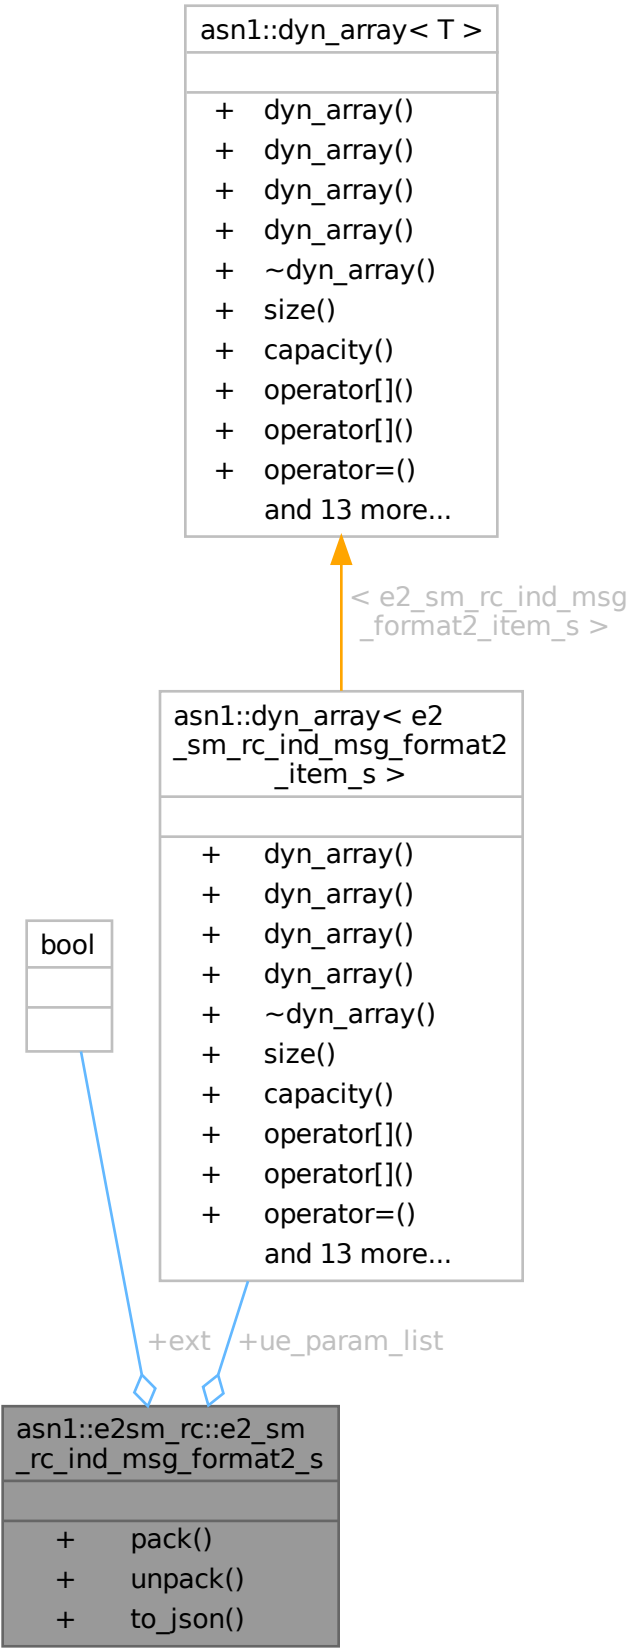 asn1::dyn_array< T >
+ dyn_array()
+ dyn_array()
+ dyn_array()
+ dyn_array()
+ ~dyn_array()
+ size()
+ capacity()
+ operator[]()
+ operator[]()
+ operator=()
and 13 more...
< e2_sm_rc_ind_msg
_format2_item_s >
asn1::dyn_array< e2
_sm_rc_ind_msg_format2
_item_s >
+ dyn_array()
+ dyn_array()
+ dyn_array()
+ dyn_array()
+ ~dyn_array()
+ size()
+ capacity()
+ operator[]()
+ operator[]()
+ operator=()
and 13 more...
bool
+ext
+ue_param_list
asn1::e2sm_rc::e2_sm
_rc_ind_msg_format2_s
+ pack()
+ unpack()
+ to_json()